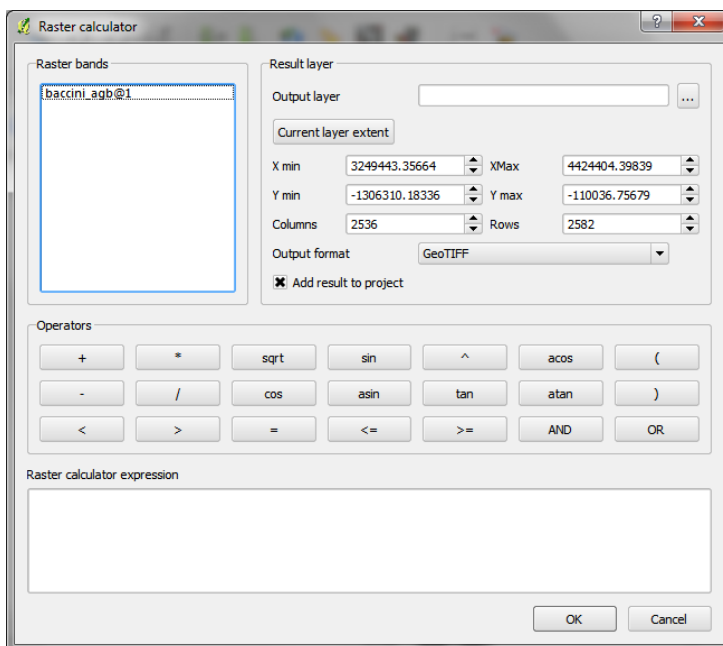 Raster calculator
Raster bands
baccini_agb@1
Result layer
Output layer
...
Current layer extent
X min 3249443.35664 XMax 4424404.39839
Y min -1306310.18336 Y max -110036.75679
Columns 2536 Rows 2582
Output format GeoTIFF
Add result to project
Operators
+ * sqrt sin ^ acos (
- / cos asin tan atan )
< > = <= >= AND OR
Raster calculator expression
OK Cancel